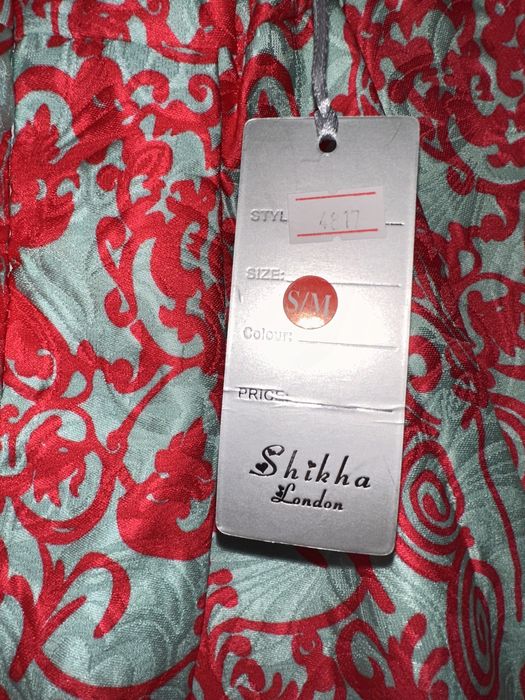 STYL
4817
SIZE:
S/M
Colour:
PRICE:
Shikha
London